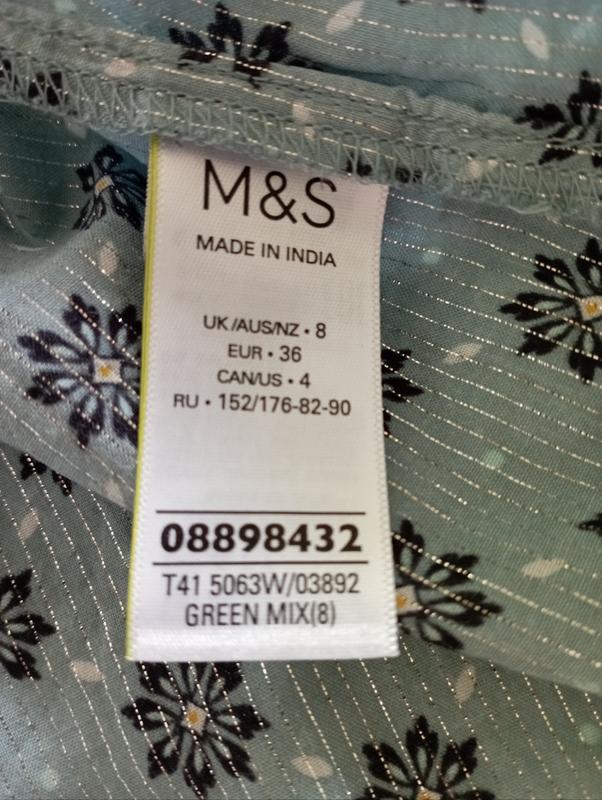 M&S
MADE IN INDIA
UK/AUS/NZ • 8
EUR • 36
CAN/US • 4
RU • 152/176-82-90
08898432
T41 5063W/03892
GREEN MIX(8)